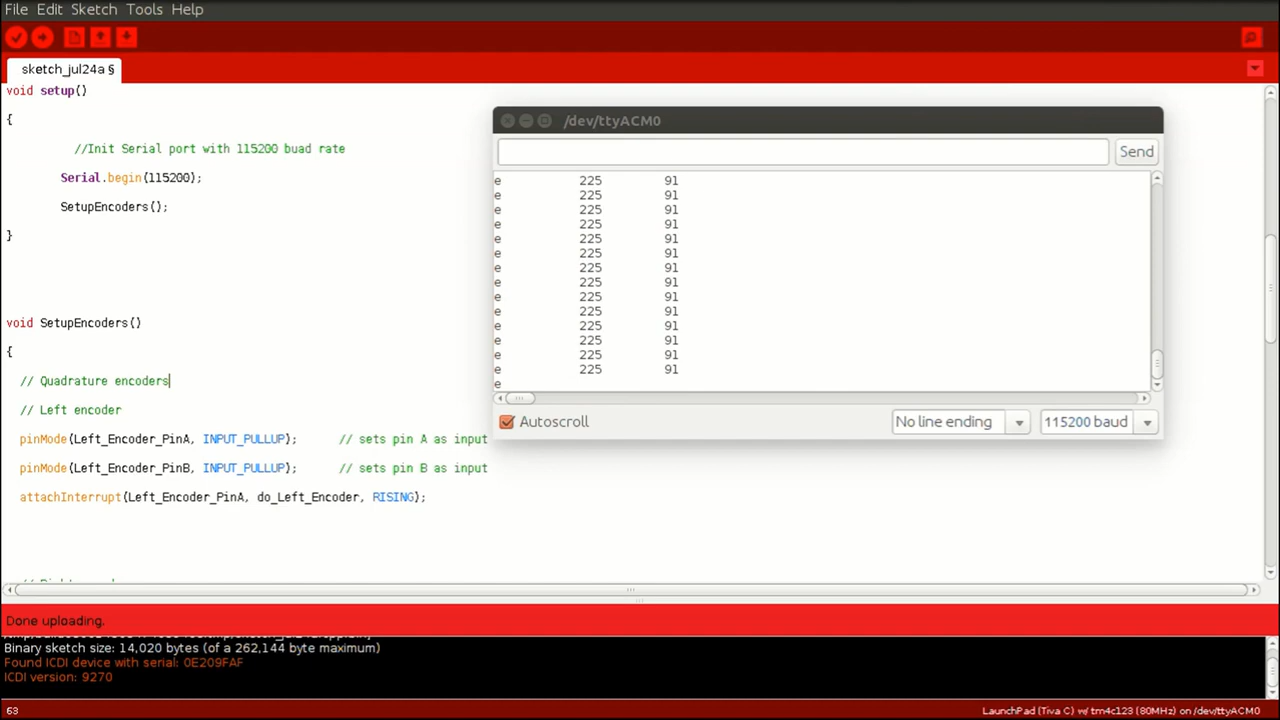 File Edit Sketch Tools Help
sketch_jul24a §
void setup()
{
//Init Serial port with 115200 buad rate
Serial.begin(115200);
SetupEncoders();
}
void SetupEncoders()
{
// Quadrature encoders
// Left encoder
pinMode(Left_Encoder_PinA, INPUT_PULLUP); // sets pin A as input
pinMode(Left_Encoder_PinB, INPUT_PULLUP); // sets pin B as input
attachInterrupt(Left_Encoder_PinA, do_Left_Encoder, RISING);
/dev/ttyACM0
Send
e 225 91
e 225 91
e 225 91
e 225 91
e 225 91
e 225 91
e 225 91
e 225 91
e 225 91
e 225 91
e 225 91
e 225 91
e 225 91
e 225 91
e
Autoscroll No line ending 115200 baud
Done uploading.
Binary sketch size: 14,020 bytes (of a 262,144 byte maximum)
Found ICDI device with serial: 0E209FAF
ICDI version: 9270
63 LaunchPad (Tiva C) w/ tm4c123 (80MHz) on /dev/ttyACM0